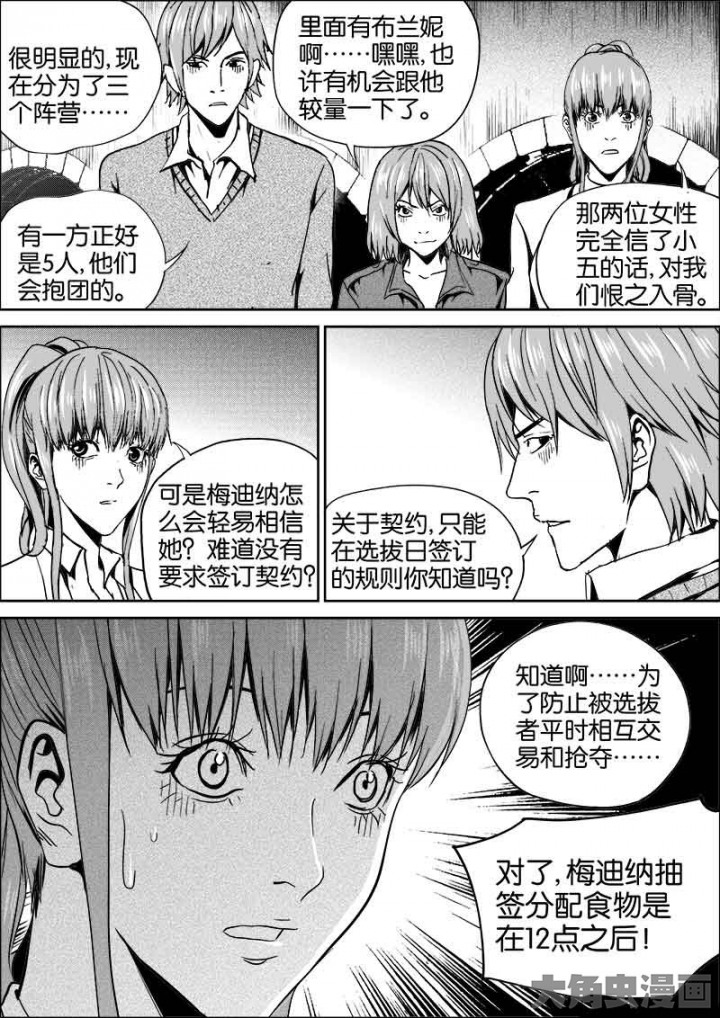 很明显的,现
在分为了三
个阵营……
有一方正好
是5人,他们
会抱团的。
里面有布兰妮
啊……嘿嘿,也
许有机会跟他
较量一下了。
那两位女性
完全信了小
五的话,对我
们恨之入骨。
可是梅迪纳怎
么会轻易相信
她?难道没有
要求签订契约?
关于契约,只能
在选拔日签订
的规则你知道吗?
知道啊……为
了防止被选拔
者平时相互交
易和抢夺……
对了,梅迪纳抽
签分配食物是
在12点之后!
大角虫漫画